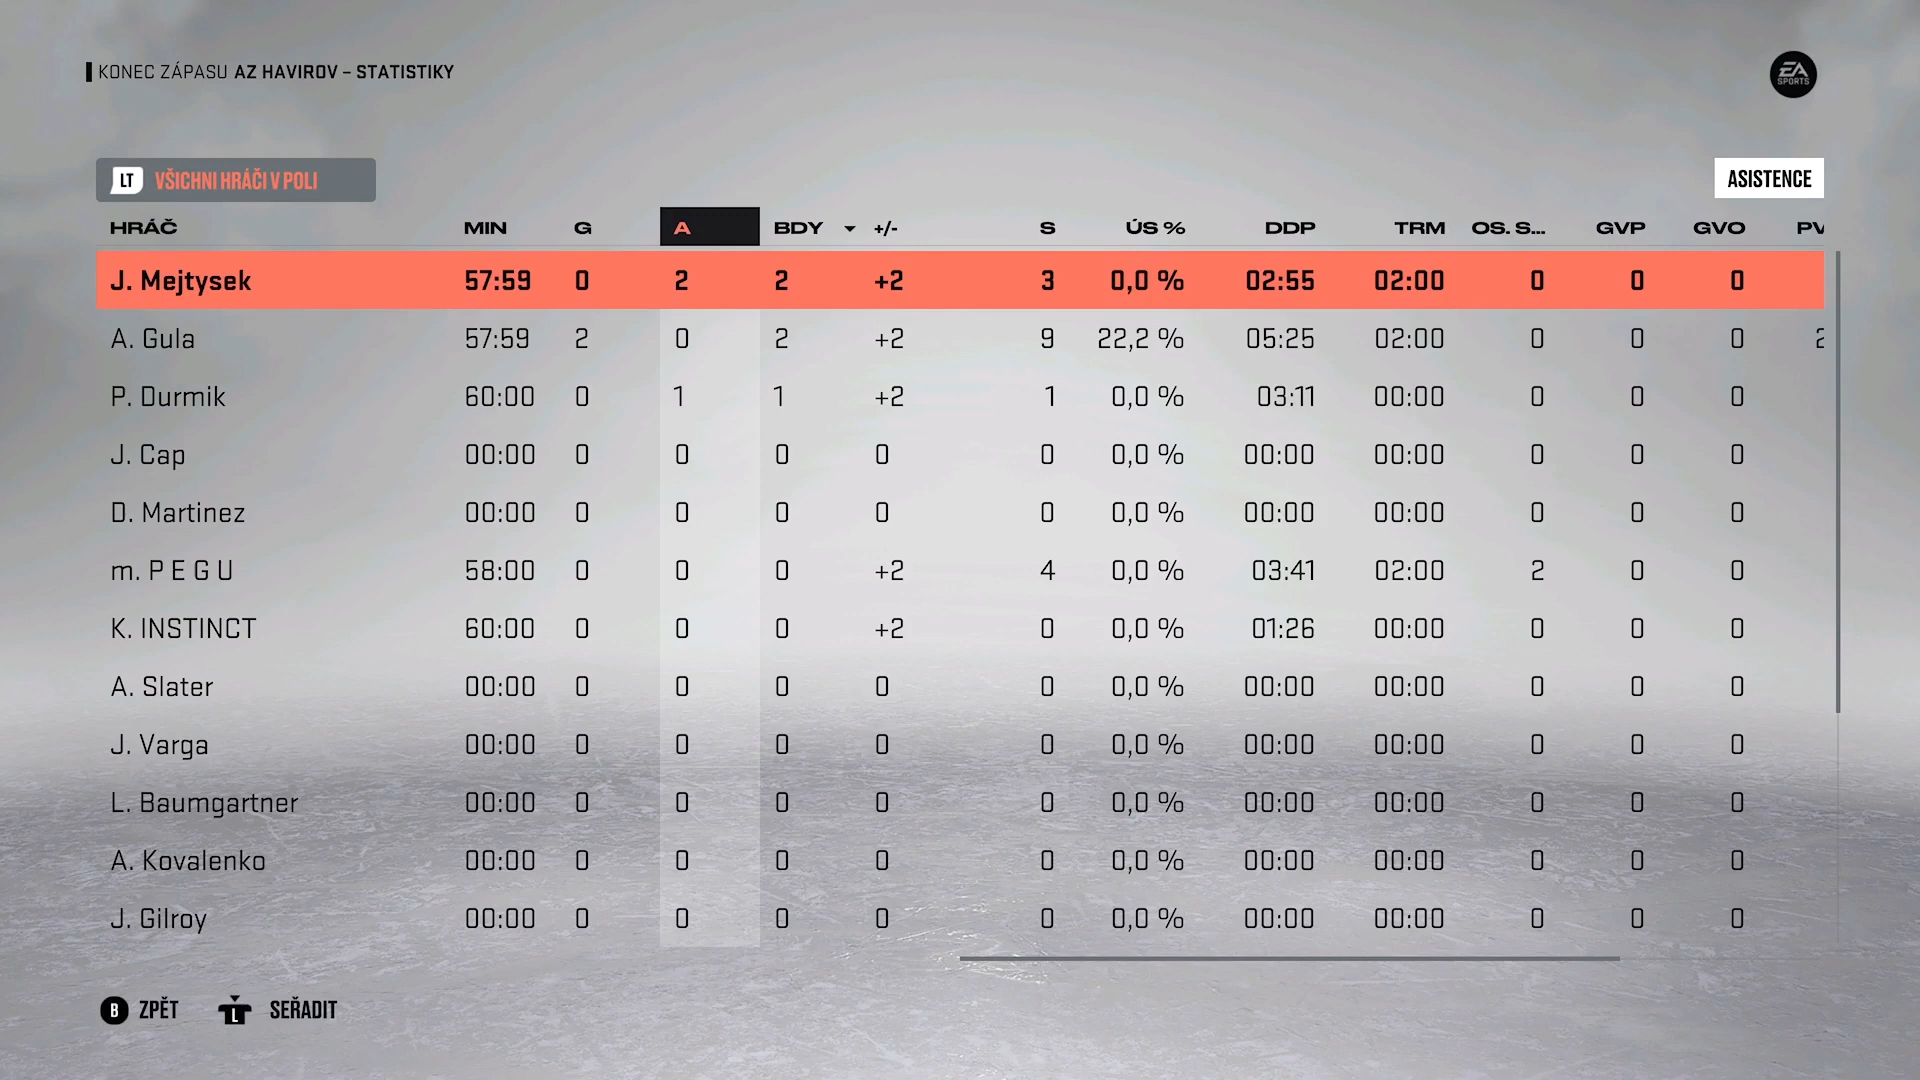 KONEC ZÁPASU AZ HAVIROV – STATISTIKY
EA SPORTS
LT VŠICHNI HRÁČI V POLI
ASISTENCE
HRÁČ MIN G A BDY +/- S ÚS % DDP TRM OS. S... GVP GVO PV
J. Mejtysek 57:59 0 2 2 +2 3 0,0 % 02:55 02:00 0 0 0
A. Gula 57:59 2 0 2 +2 9 22,2 % 05:25 02:00 0 0 0 2
P. Durmik 60:00 0 1 1 +2 1 0,0 % 03:11 00:00 0 0 0
J. Cap 00:00 0 0 0 0 0 0,0 % 00:00 00:00 0 0 0
D. Martinez 00:00 0 0 0 0 0 0,0 % 00:00 00:00 0 0 0
m. P E G U 58:00 0 0 0 +2 4 0,0 % 03:41 02:00 2 0 0
K. INSTINCT 60:00 0 0 0 +2 0 0,0 % 01:26 00:00 0 0 0
A. Slater 00:00 0 0 0 0 0 0,0 % 00:00 00:00 0 0 0
J. Varga 00:00 0 0 0 0 0 0,0 % 00:00 00:00 0 0 0
L. Baumgartner 00:00 0 0 0 0 0 0,0 % 00:00 00:00 0 0 0
A. Kovalenko 00:00 0 0 0 0 0 0,0 % 00:00 00:00 0 0 0
J. Gilroy 00:00 0 0 0 0 0 0,0 % 00:00 00:00 0 0 0
B ZPĚT L SEŘADIT